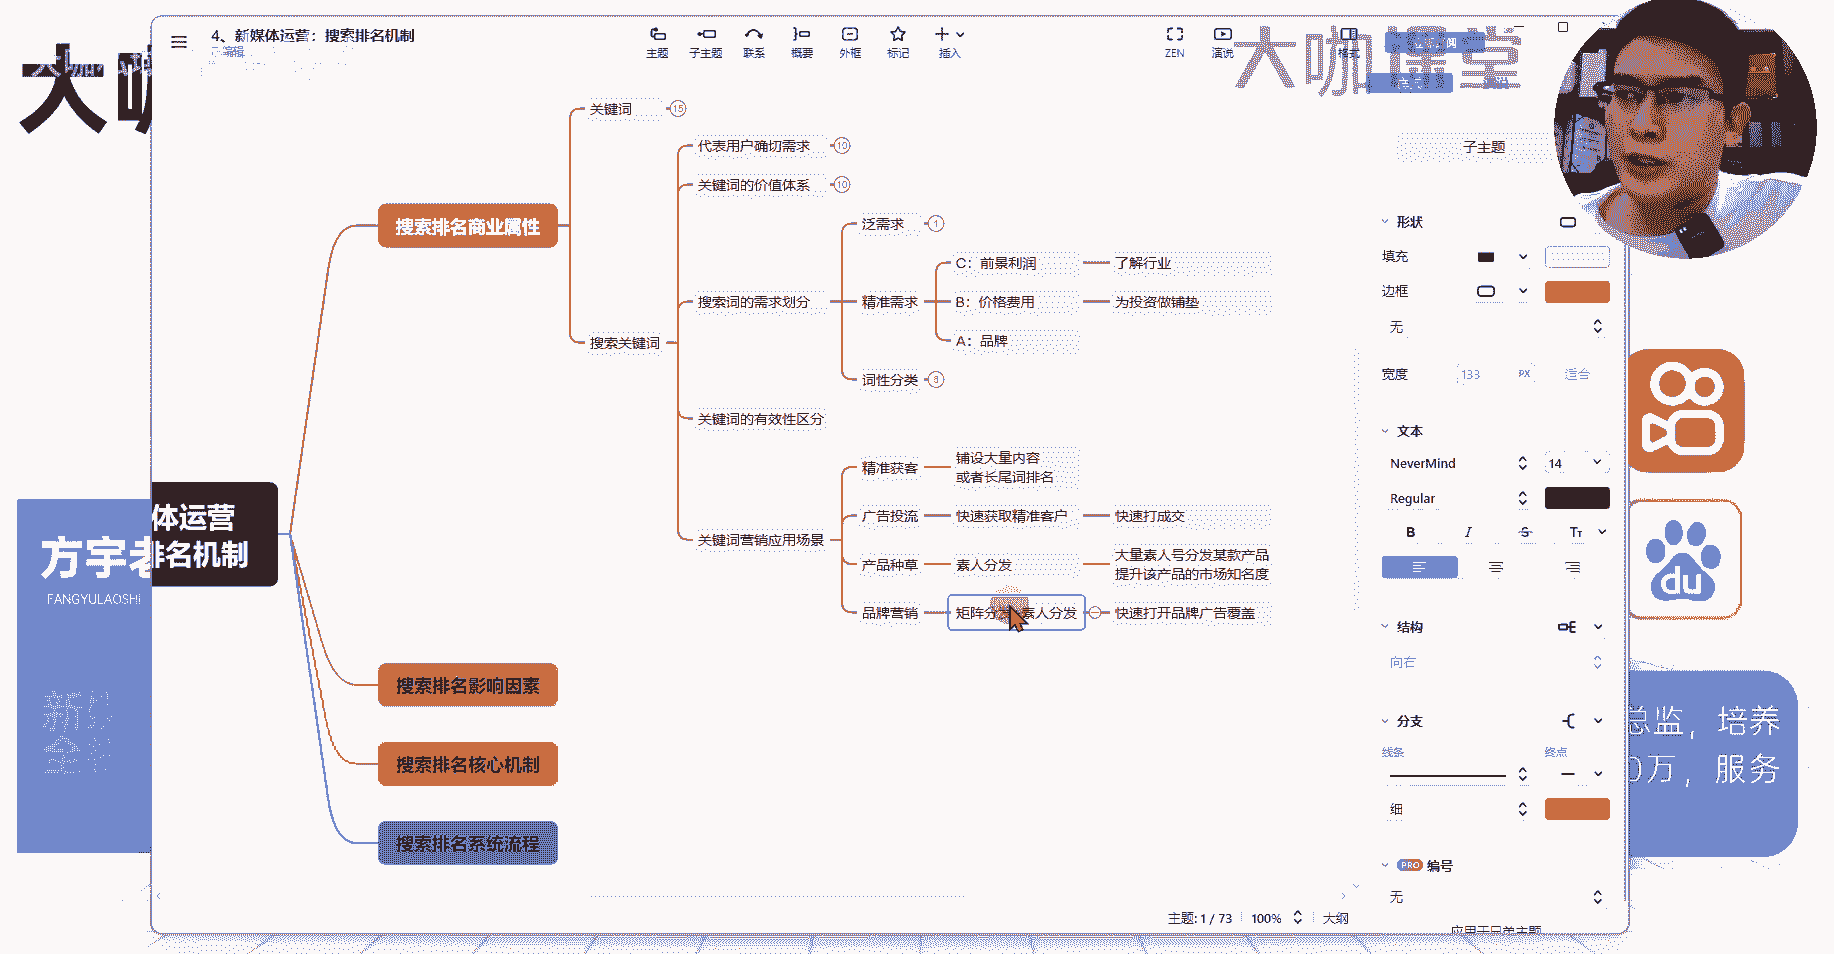 4、新媒体运营：搜索排名机制
已编辑
主题
子主题
联系
概要
外框
标记
插入
ZEN
演说
格式
大咖课堂
大咖
子主题
关键词
15
代表用户确切需求
10
关键词的价值体系
10
搜索排名商业属性
泛需求
1
C：前景利润
了解行业
搜索词的需求划分
精准需求
B：价格费用
为投资做铺垫
A：品牌
搜索关键词
词性分类
8
关键词的有效性区分
精准获客
铺设大量内容
或者长尾词排名
广告投流
快速获取精准客户
快速打成交
关键词营销应用场景
产品种草
素人分发
大量素人号分发某款产品
提升该产品的市场知名度
品牌营销
矩阵分发 素人分发
快速打开品牌广告覆盖
体运营
排名机制
搜索排名影响因素
搜索排名核心机制
搜索排名系统流程
方宇老
FANGYULAOSHI
形状
填充
边框
无
宽度
133
PX
适合
文本
NeverMind
14
Regular
B
I
S
Tт
结构
向右
分支
线条
终点
细
PRO
编号
无
应用于只单主题
主题: 1 / 73
100%
大纲
du
总监，培养
0万，服务